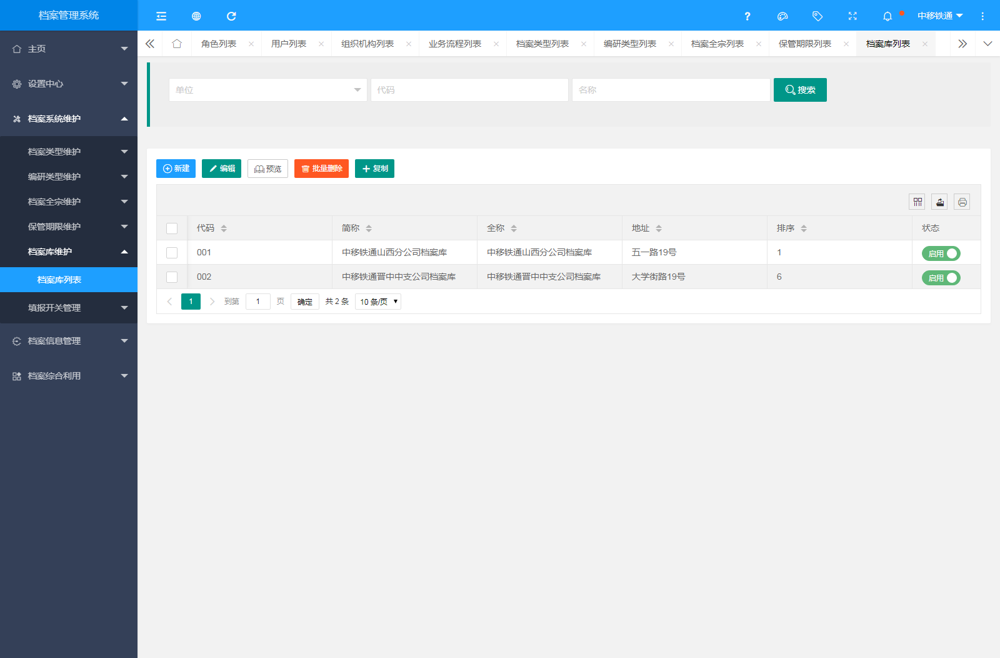 档案管理系统
?
中移铁通
主页
设置中心
档案系统维护
档案类型维护
编研类型维护
档案全宗维护
保管期限维护
档案库维护
档案库列表
填报开关管理
档案信息管理
档案综合利用
角色列表 用户列表 组织机构列表 业务流程列表 档案类型列表 编研类型列表 档案全宗列表 保管期限列表 档案库列表
单位 代码 名称 搜索
新建 编辑 预览 批量删除 复制
代码 简称 全称 地址 排序 状态
001 中移铁通山西分公司档案库 中移铁通山西分公司档案库 五一路19号 1 启用
002 中移铁通晋中中支公司档案库 中移铁通晋中中支公司档案库 大学街路19号 6 启用
1 到第 1 页 确定 共 2 条 10 条/页